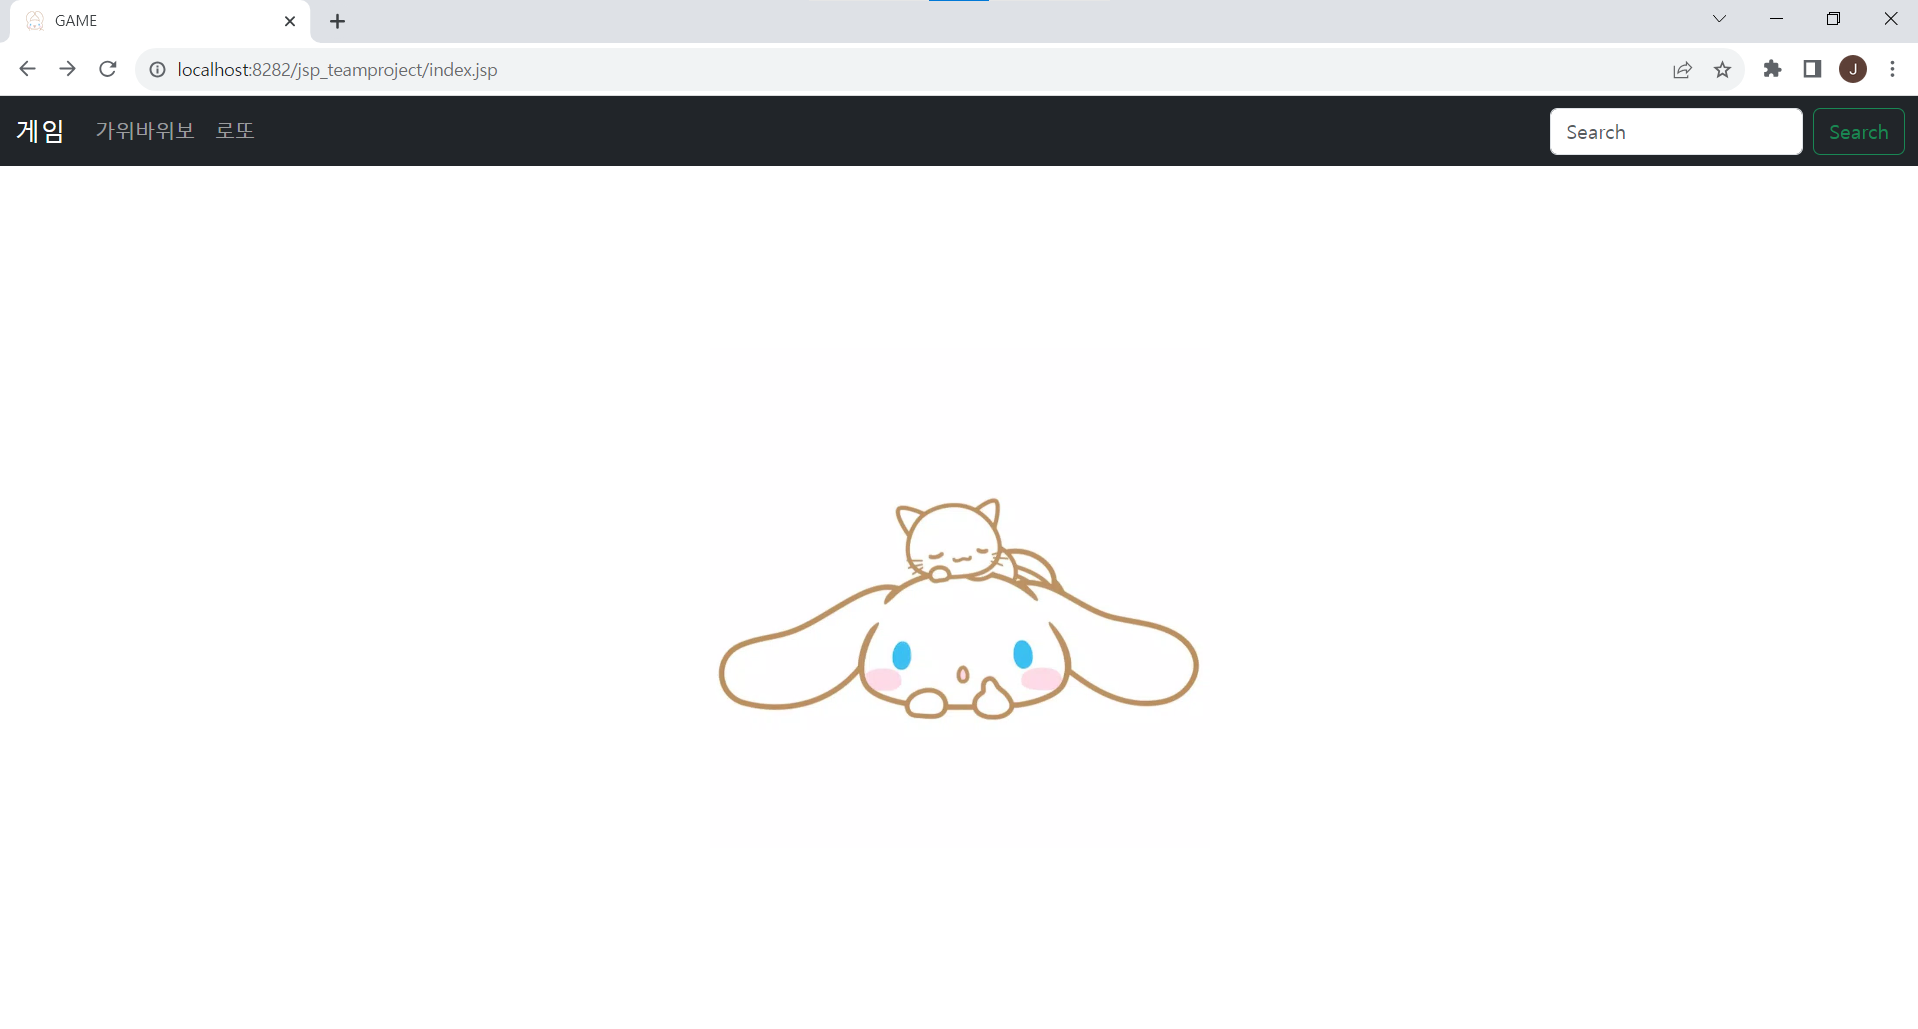 GAME
localhost:8282/jsp_teamproject/index.jsp
J
게임 가위바위보 로또 Search Search